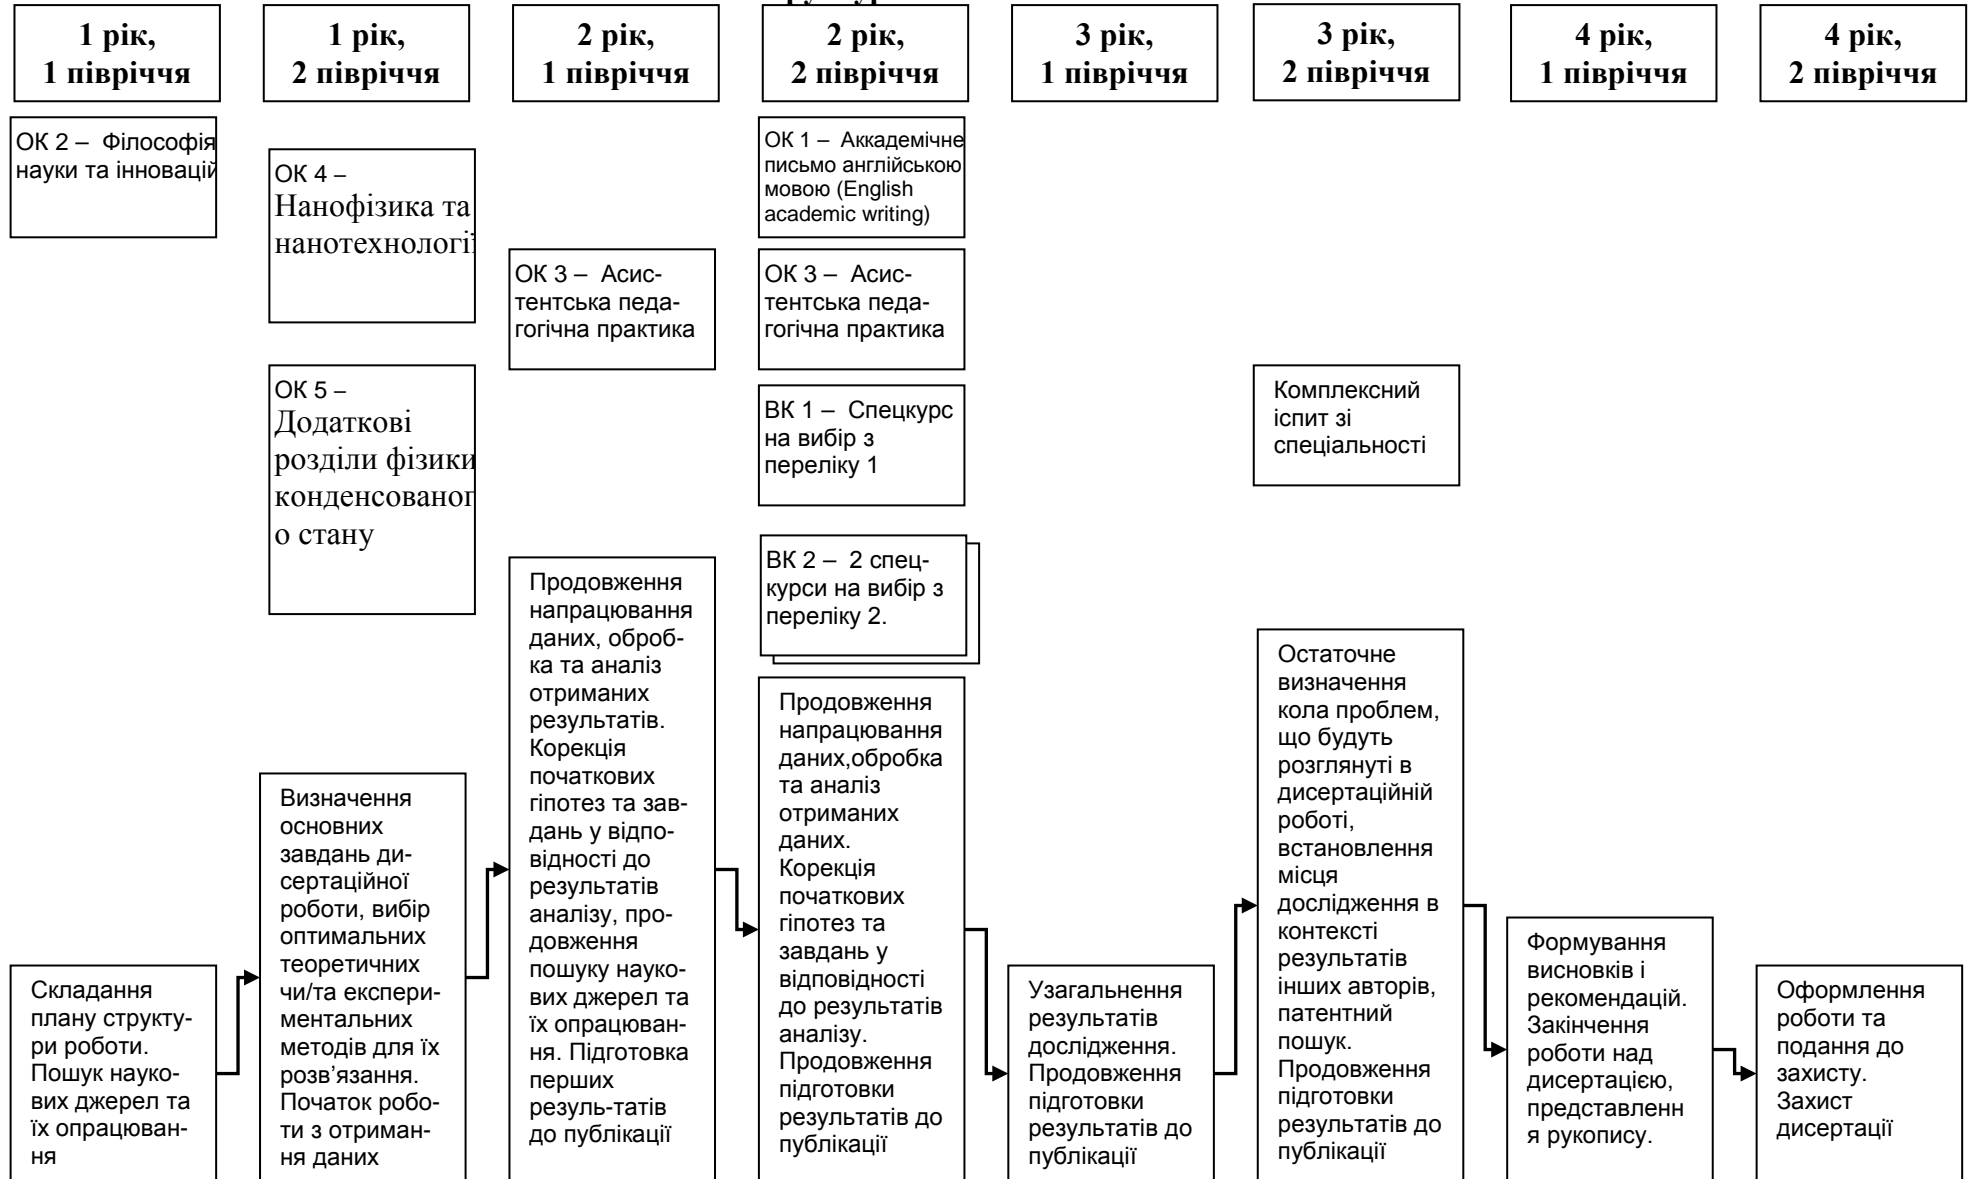 1 рік,
1 півріччя
1 рік,
2 півріччя
2 рік,
1 півріччя
2 рік,
2 півріччя
3 рік,
1 півріччя
3 рік,
2 півріччя
4 рік,
1 півріччя
4 рік,
2 півріччя
ОК 2 – Філософія
науки та інновацій
ОК 4 –
Нанофізика та
нанотехнології
ОК 5 –
Додаткові
розділи фізики
конденсованог
о стану
ОК 3 – Асис-
тентська педа-
гогічна практика
ОК 1 – Аккадемічне
письмо англійською
мовою (English
academic writing)
ОК 3 – Асис-
тентська педа-
гогічна практика
ВК 1 – Спецкурс
на вибір з
переліку 1
ВК 2 – 2 спец-
курси на вибір з
переліку 2.
Комплексний
іспит зі
спеціальності
Складання
плану структу-
ри роботи.
Пошук науко-
вих джерел та
їх опрацюван-
ня
Визначення
основних
завдань ди-
сертаційної
роботи, вибір
оптимальних
теоретичних
чи/та експери-
ментальних
методів для їх
розв’язання.
Початок робо-
ти з отриман-
ня даних
Продовження
напрацювання
даних, оброб-
ка та аналіз
отриманих
результатів.
Корекція
початкових
гіпотез та зав-
дань у відпо-
відності до
результатів
аналізу, про-
довження
пошуку науко-
вих джерел та
їх опрацюван-
ня. Підготовка
перших
резуль-татів
до публікації
Продовження
напрацювання
даних,обробка
та аналіз
отриманих
даних.
Корекція
початкових
гіпотез та
завдань у
відповідності
до результатів
аналізу.
Продовження
підготовки
результатів до
публікації
Узагальнення
результатів
дослідження.
Продовження
підготовки
результатів до
публікації
Остаточне
визначення
кола проблем,
що будуть
розглянуті в
дисертаційній
роботі,
встановлення
місця
дослідження в
контексті
результатів
інших авторів,
патентний
пошук.
Продовження
підготовки
результатів до
публікації
Формування
висновків і
рекомендацій.
Закінчення
роботи над
дисертацією,
представленн
я рукопису.
Оформлення
роботи та
подання до
захисту.
Захист
дисертації